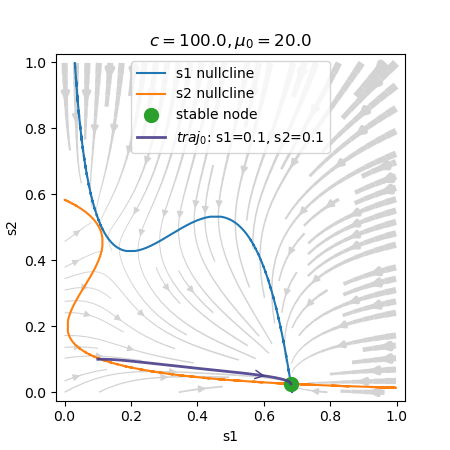 c = 100.0, μ₀ = 20.0
s1 nullcline
s2 nullcline
stable node
traj₀: s1=0.1, s2=0.1
1.0
0.8
0.6
0.4
0.2
0.0
s2
0.0 0.2 0.4 0.6 0.8 1.0
s1